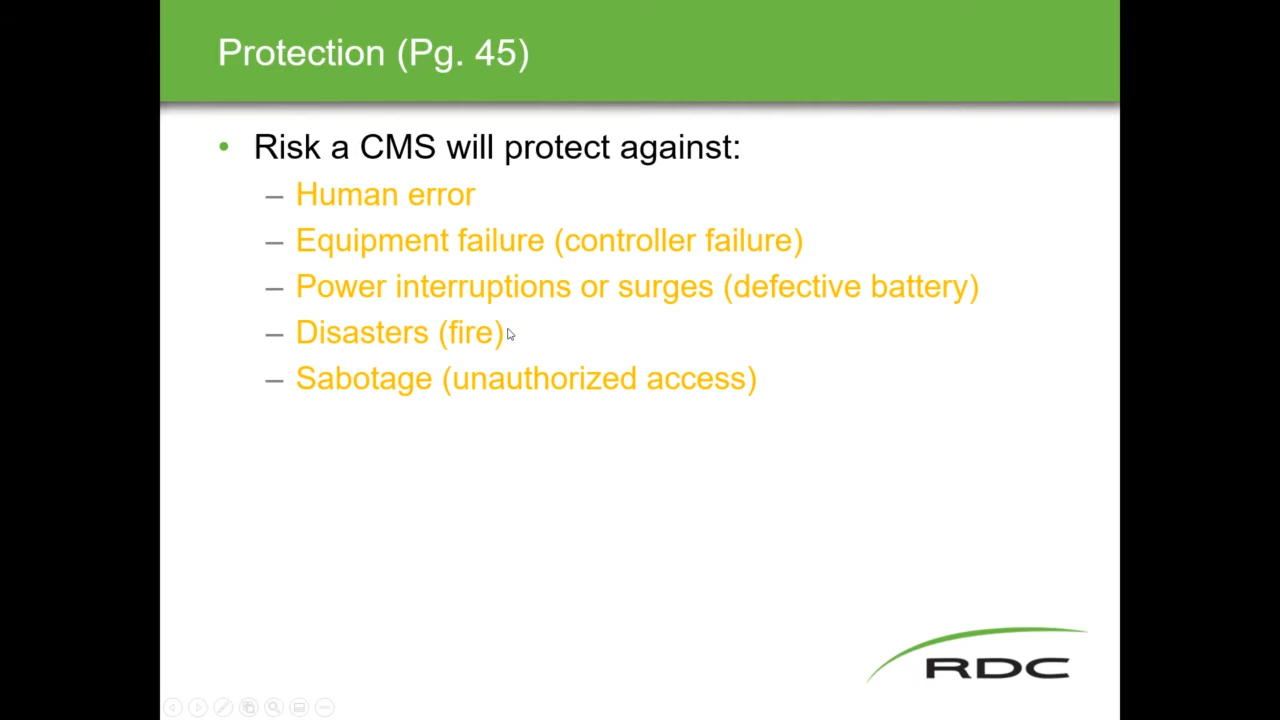 Protection (Pg. 45)
• Risk a CMS will protect against:
– Human error
– Equipment failure (controller failure)
– Power interruptions or surges (defective battery)
– Disasters (fire)
– Sabotage (unauthorized access)
RDC